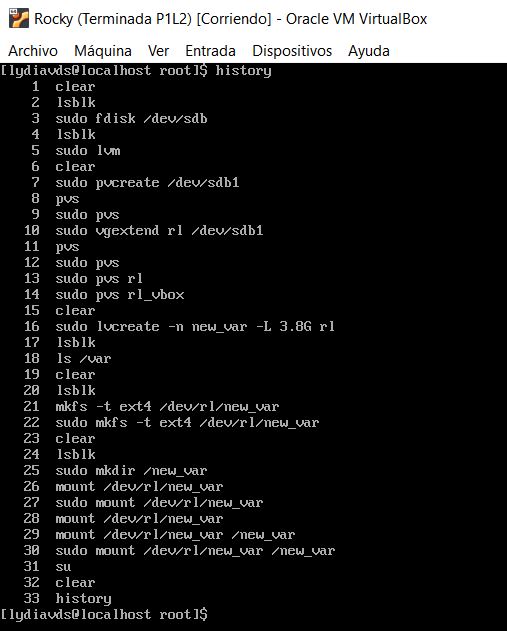 Rocky (Terminada P1L2) [Corriendo] - Oracle VM VirtualBox
Archivo Máquina Ver Entrada Dispositivos Ayuda
[lydiavds@localhost root]$ history
1 clear
2 lsblk
3 sudo fdisk /dev/sdb
4 lsblk
5 sudo lvm
6 clear
7 sudo pvcreate /dev/sdb1
8 pvs
9 sudo pvs
10 sudo vgextend rl /dev/sdb1
11 pvs
12 sudo pvs
13 sudo pvs rl
14 sudo pvs rl_vbox
15 clear
16 sudo lvcreate -n new_var -L 3.8G rl
17 lsblk
18 ls /var
19 clear
20 lsblk
21 mkfs -t ext4 /dev/rl/new_var
22 sudo mkfs -t ext4 /dev/rl/new_var
23 clear
24 lsblk
25 sudo mkdir /new_var
26 mount /dev/rl/new_var
27 sudo mount /dev/rl/new_var
28 mount /dev/rl/new_var
29 mount /dev/rl/new_var /new_var
30 sudo mount /dev/rl/new_var /new_var
31 su
32 clear
33 history
[lydiavds@localhost root]$